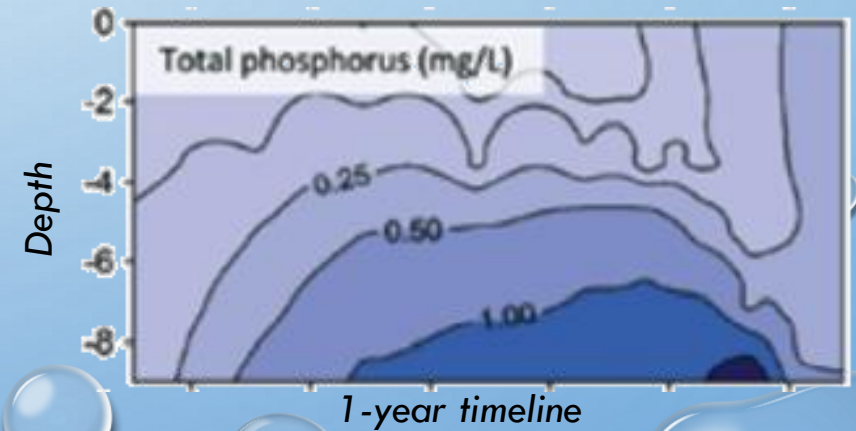 0
Total phosphorus (mg/L)
-2
-4
0.25
0.50
-6
1.00
-8
Depth
1-year timeline